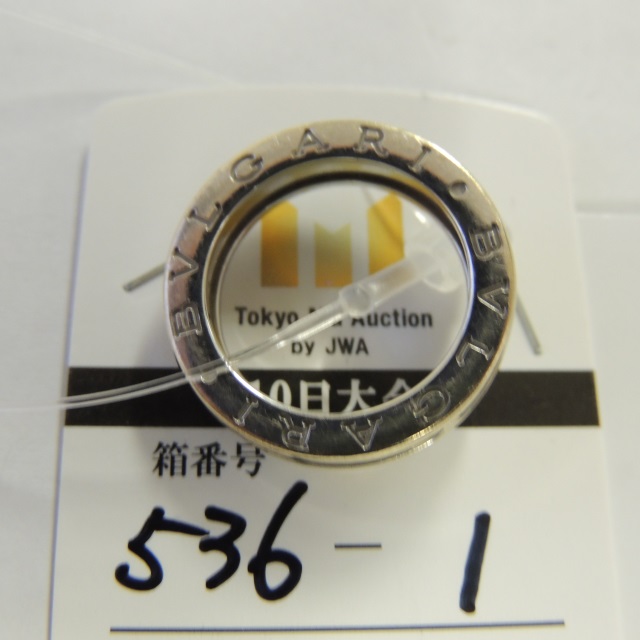 BVLGARI • BVLGARI •
Tokyo Auction
by JWA
10日大会
箱番号
536 - 1